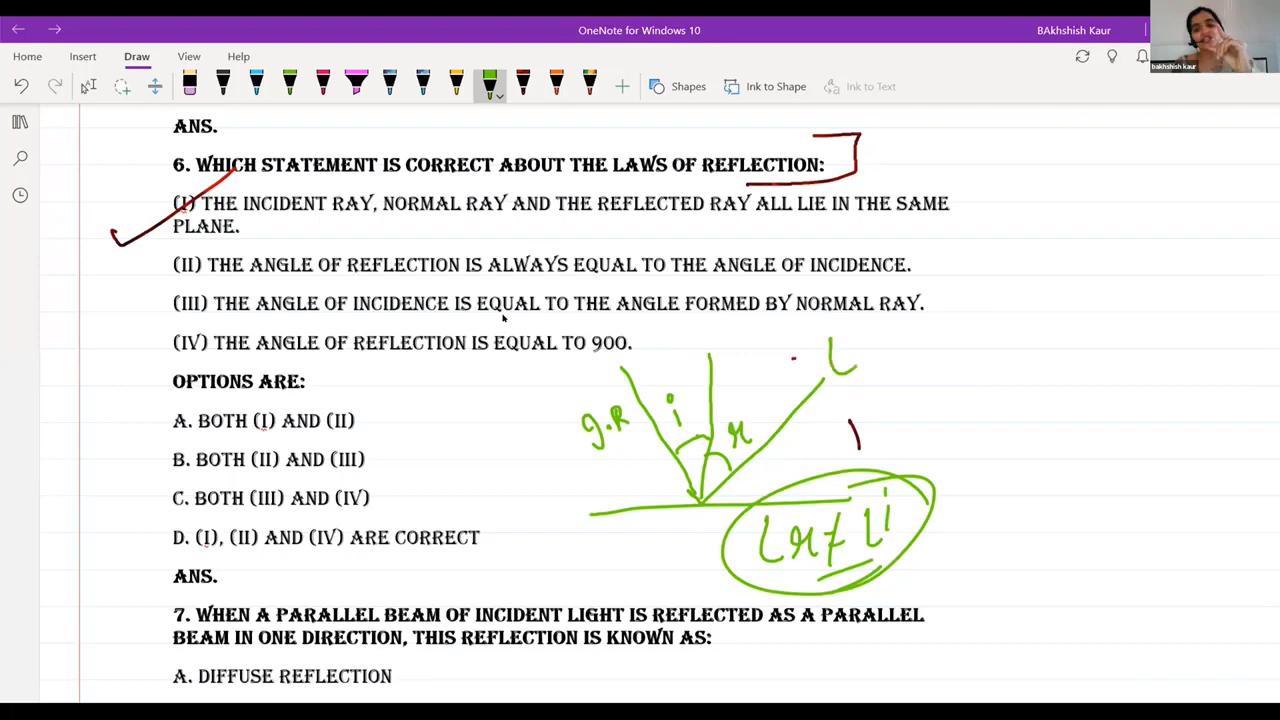 OneNote for Windows 10
BAkhshish Kaur
bakhshish kaur
Home Insert Draw View Help
Shapes Ink to Shape Ink to Text
ANS.
6. WHICH STATEMENT IS CORRECT ABOUT THE LAWS OF REFLECTION:
(I) THE INCIDENT RAY, NORMAL RAY AND THE REFLECTED RAY ALL LIE IN THE SAME
PLANE.
(II) THE ANGLE OF REFLECTION IS ALWAYS EQUAL TO THE ANGLE OF INCIDENCE.
(III) THE ANGLE OF INCIDENCE IS EQUAL TO THE ANGLE FORMED BY NORMAL RAY.
(IV) THE ANGLE OF REFLECTION IS EQUAL TO 900.
OPTIONS ARE:
A. BOTH (I) AND (II)
B. BOTH (II) AND (III)
C. BOTH (III) AND (IV)
D. (I), (II) AND (IV) ARE CORRECT
i
r
∠r ≠ ∠i
ANS.
7. WHEN A PARALLEL BEAM OF INCIDENT LIGHT IS REFLECTED AS A PARALLEL
BEAM IN ONE DIRECTION, THIS REFLECTION IS KNOWN AS:
A. DIFFUSE REFLECTION